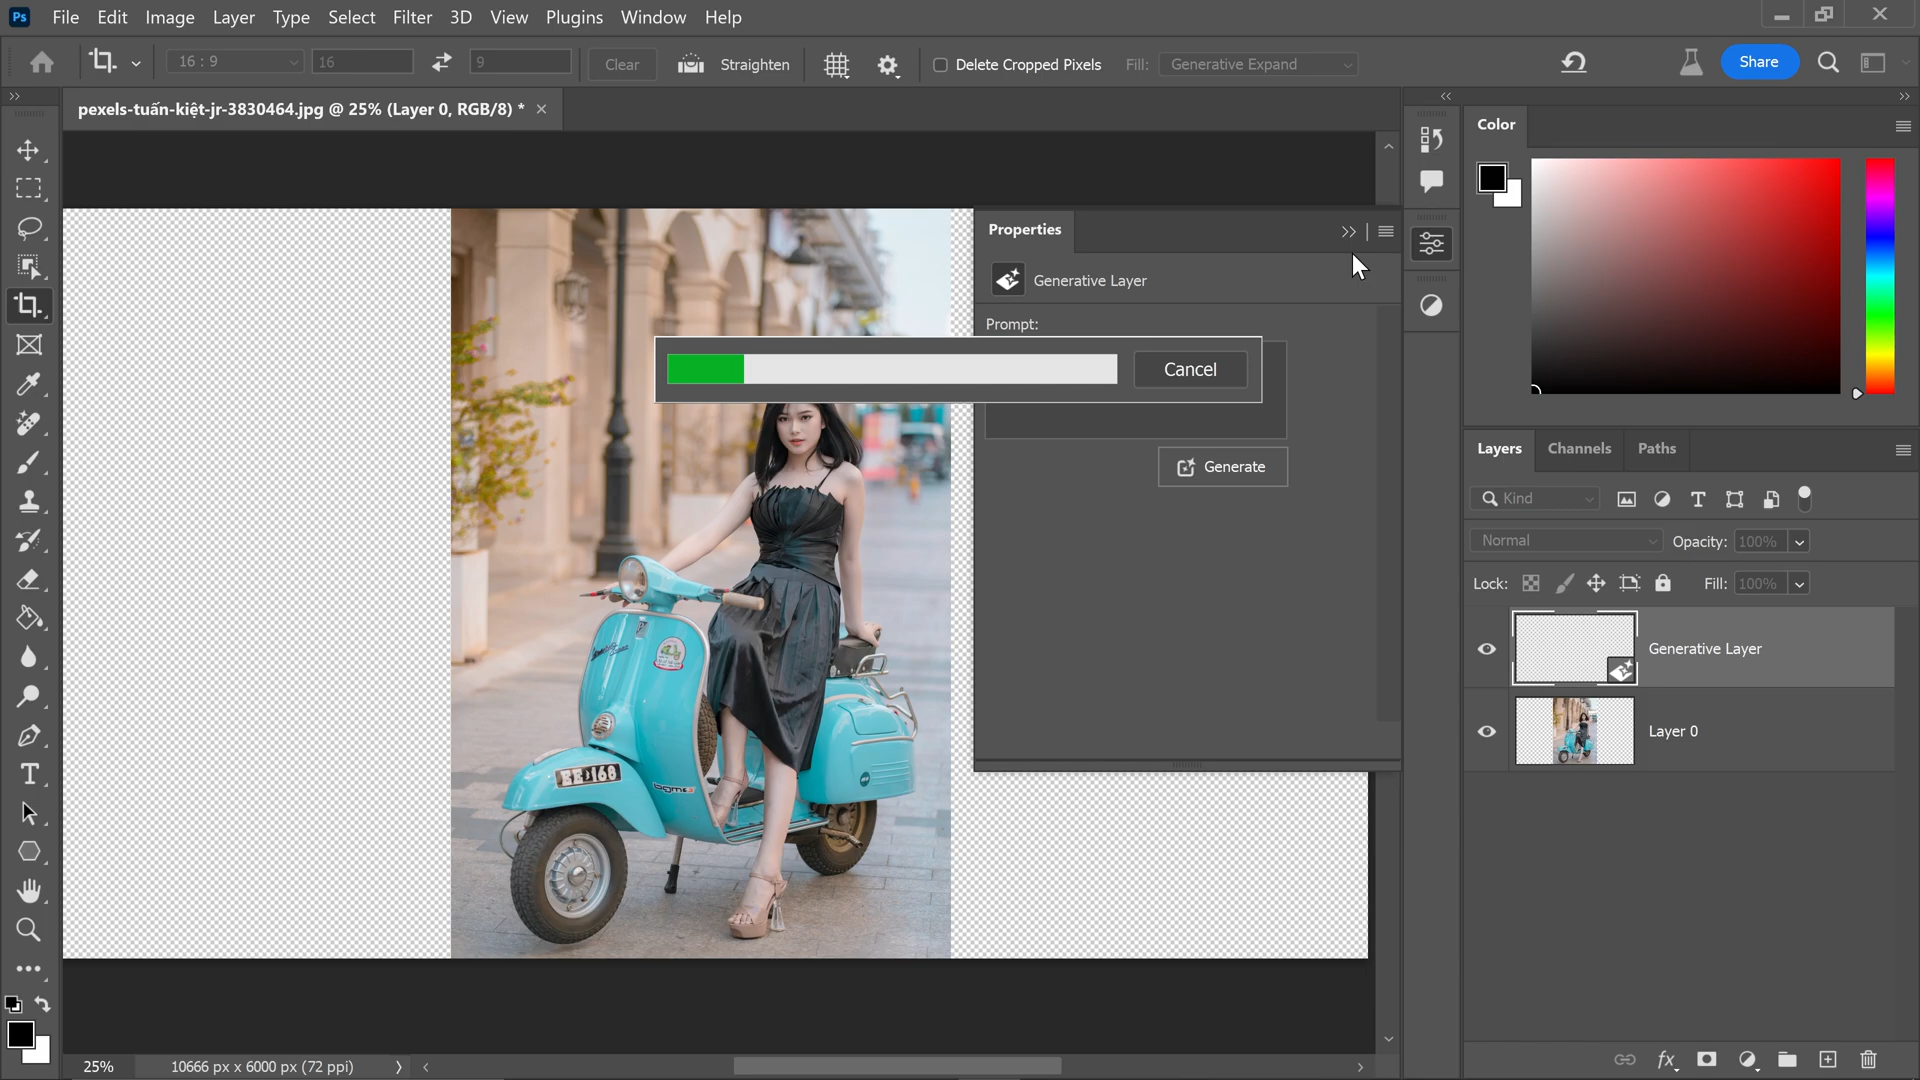 Ps File Edit Image Layer Type Select Filter 3D View Plugins Window Help
16 : 9 16 9 Clear Straighten Delete Cropped Pixels Fill: Generative Expand Share
pexels-tuấn-kiệt-jr-3830464.jpg @ 25% (Layer 0, RGB/8) *
Color
Properties
Generative Layer
Prompt:
Cancel
Generate
Layers Channels Paths
Kind
Normal Opacity: 100%
Lock: Fill: 100%
Generative Layer
Layer 0
25% 10666 px x 6000 px (72 ppi)
fx